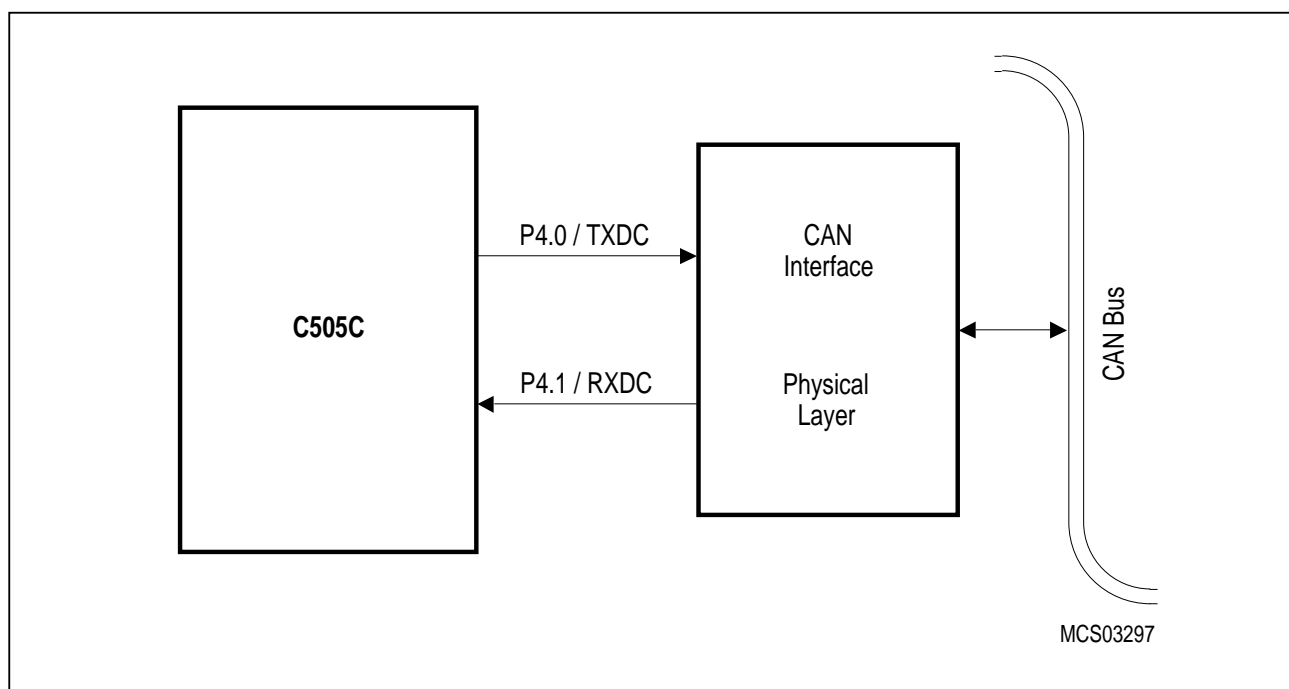 P4.0 / TXDC
CAN
Interface
C505C
CAN Bus
P4.1 / RXDC
Physical
Layer
MCS03297